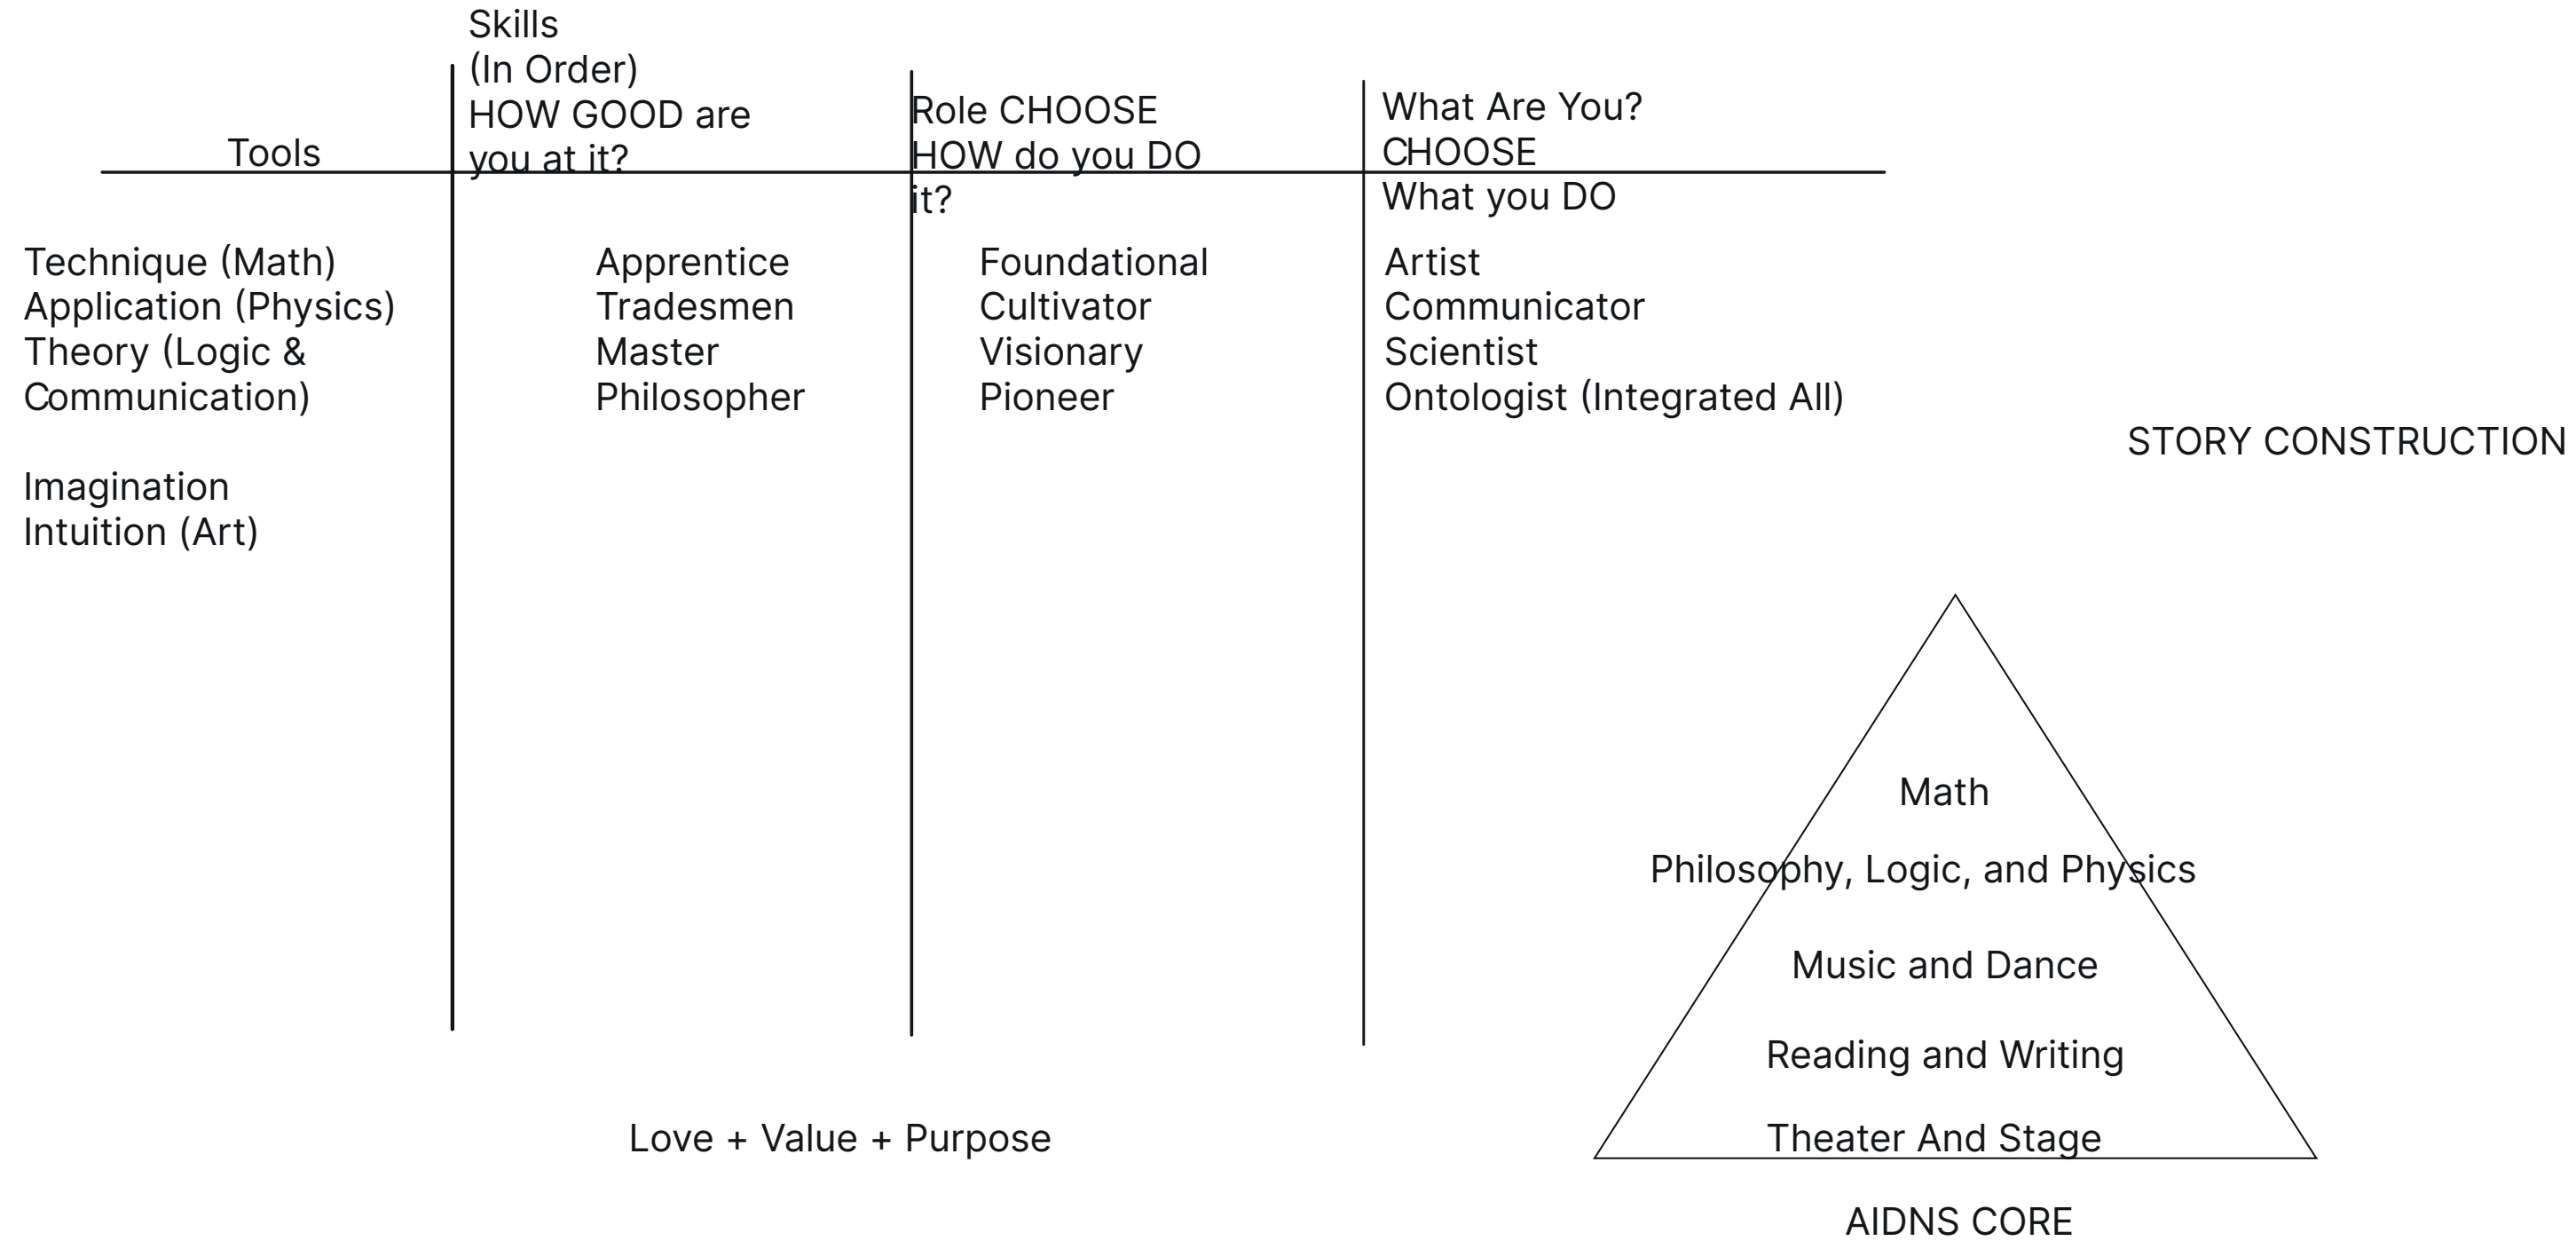 Tools
Skills
(In Order)
HOW GOOD are
you at it?
Role CHOOSE
HOW do you DO
it?
What Are You?
CHOOSE
What you DO
Technique (Math)
Application (Physics)
Theory (Logic &
Communication)
Imagination
Intuition (Art)
Apprentice
Tradesmen
Master
Philosopher
Foundational
Cultivator
Visionary
Pioneer
Artist
Communicator
Scientist
Ontologist (Integrated All)
STORY CONSTRUCTION
Math
Philosophy, Logic, and Physics
Music and Dance
Reading and Writing
Theater And Stage
Love + Value + Purpose
AIDNS CORE